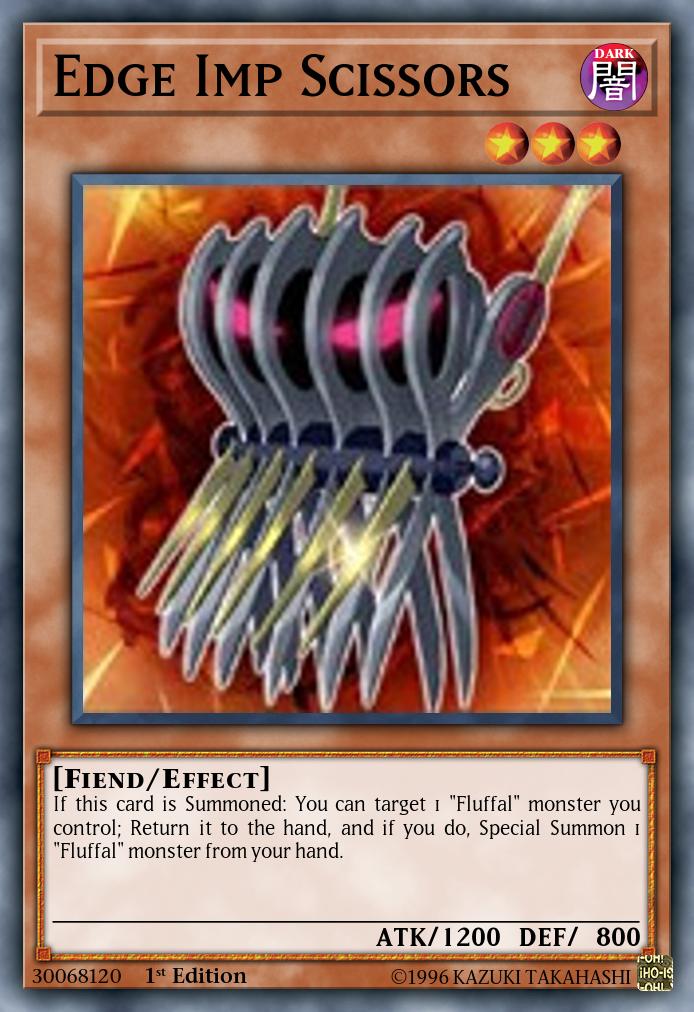 Edge Imp Scissors
DARK
闇
[Fiend/Effect]
If this card is Summoned: You can target 1 "Fluffal" monster you
control; Return it to the hand, and if you do, Special Summon 1
"Fluffal" monster from your hand.
ATK/1200 DEF/ 800
30068120 1st Edition ©1996 KAZUKI TAKAHASHI